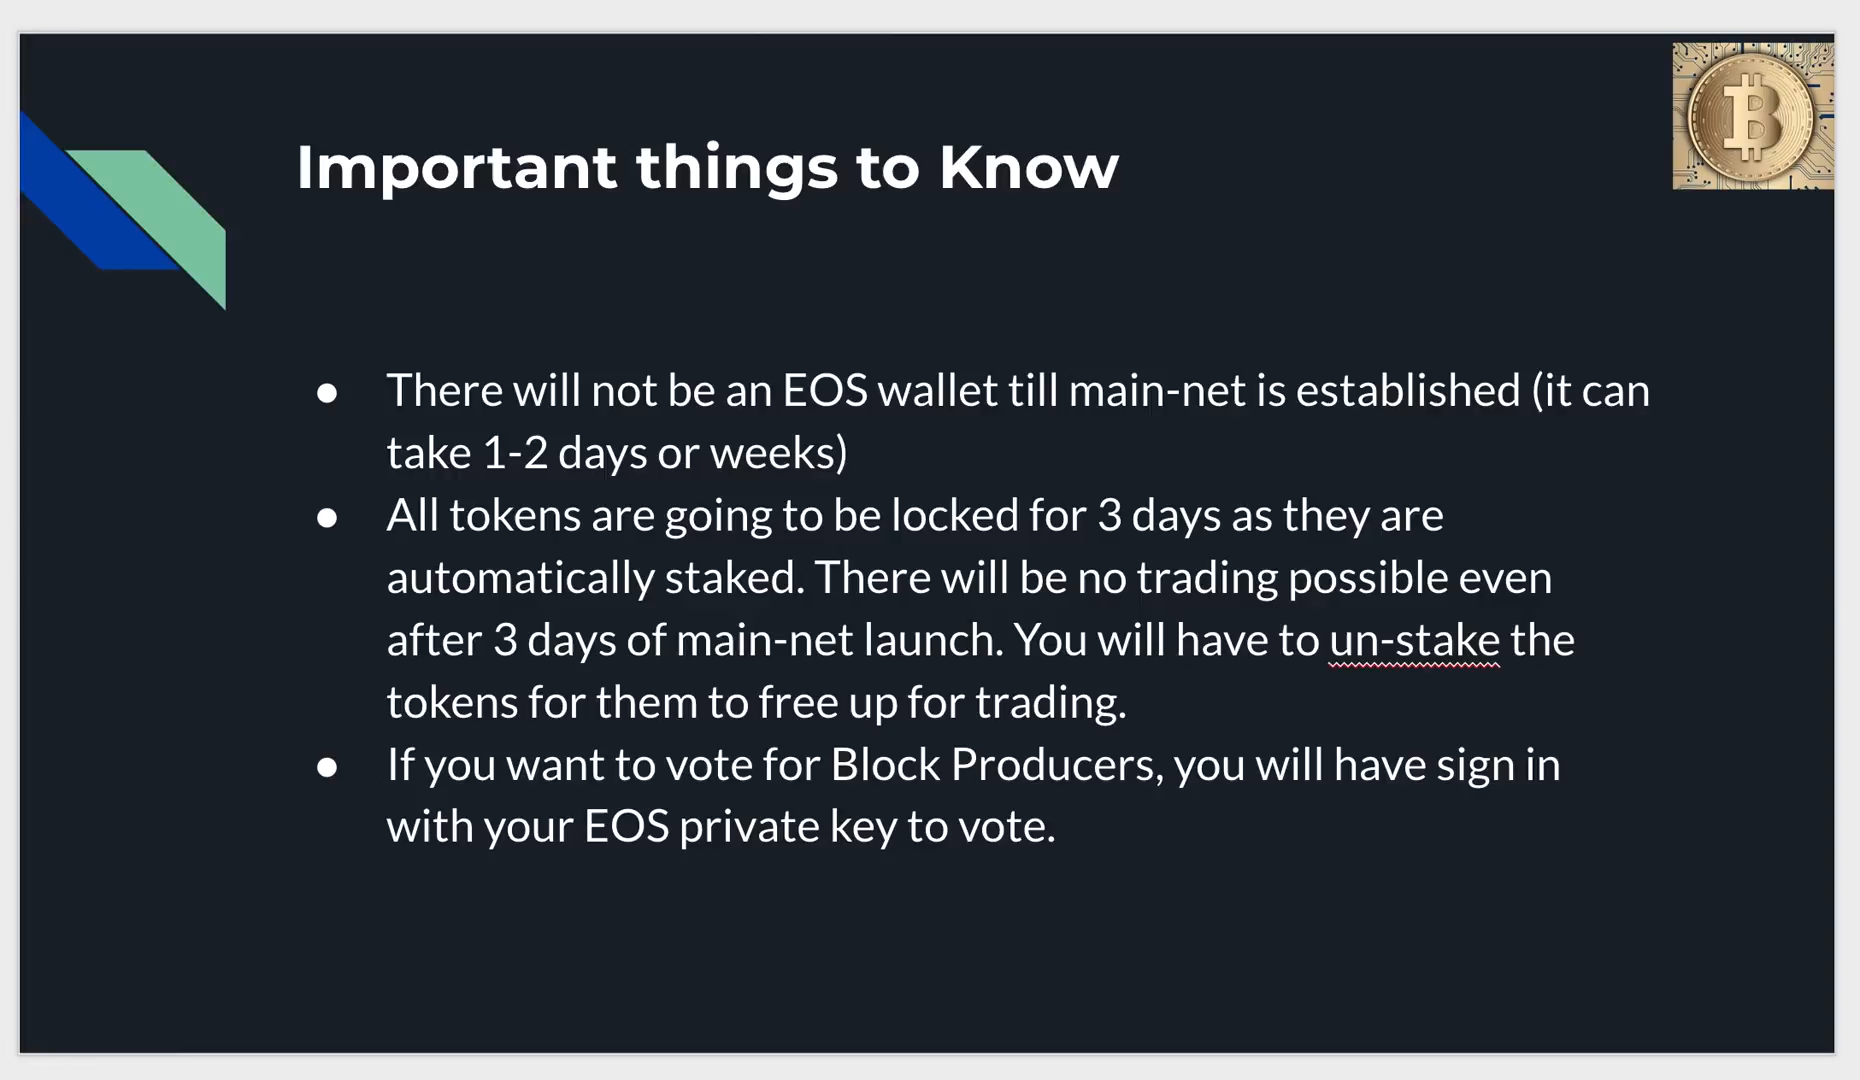 Important things to Know
● There will not be an EOS wallet till main-net is established (it can
take 1-2 days or weeks)
● All tokens are going to be locked for 3 days as they are
automatically staked. There will be no trading possible even
after 3 days of main-net launch. You will have to un-stake the
tokens for them to free up for trading.
● If you want to vote for Block Producers, you will have sign in
with your EOS private key to vote.